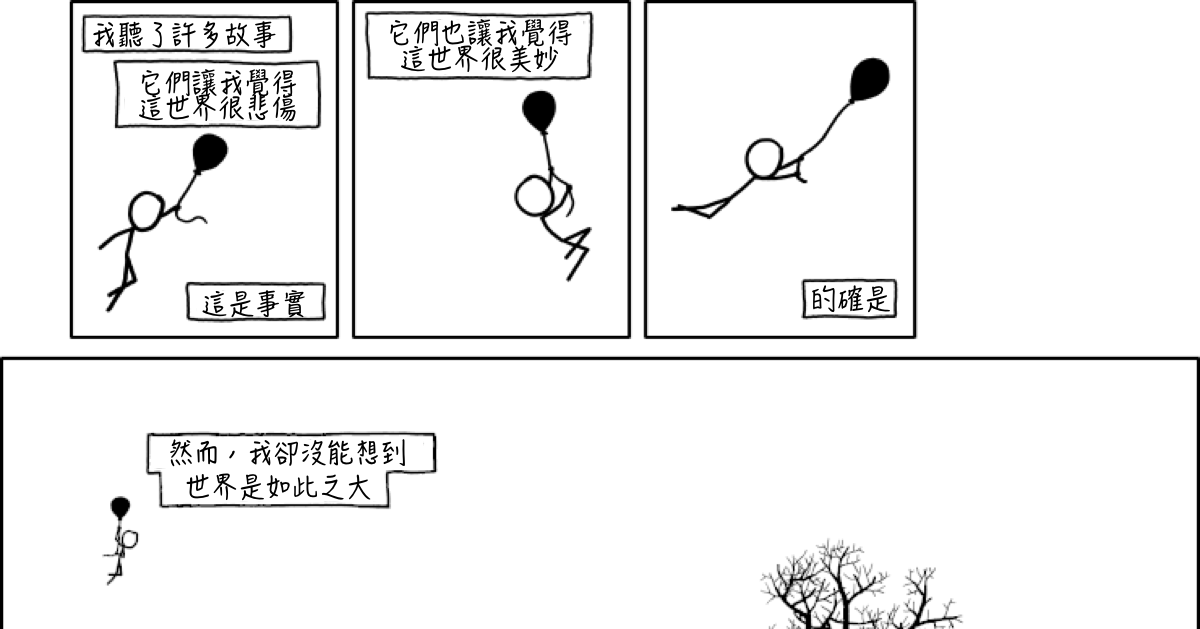 我聽了許多故事
它們讓我覺得
這世界很悲傷
這是事實
它們也讓我覺得
這世界很美妙
的確是
然而，我卻沒能想到
世界是如此之大